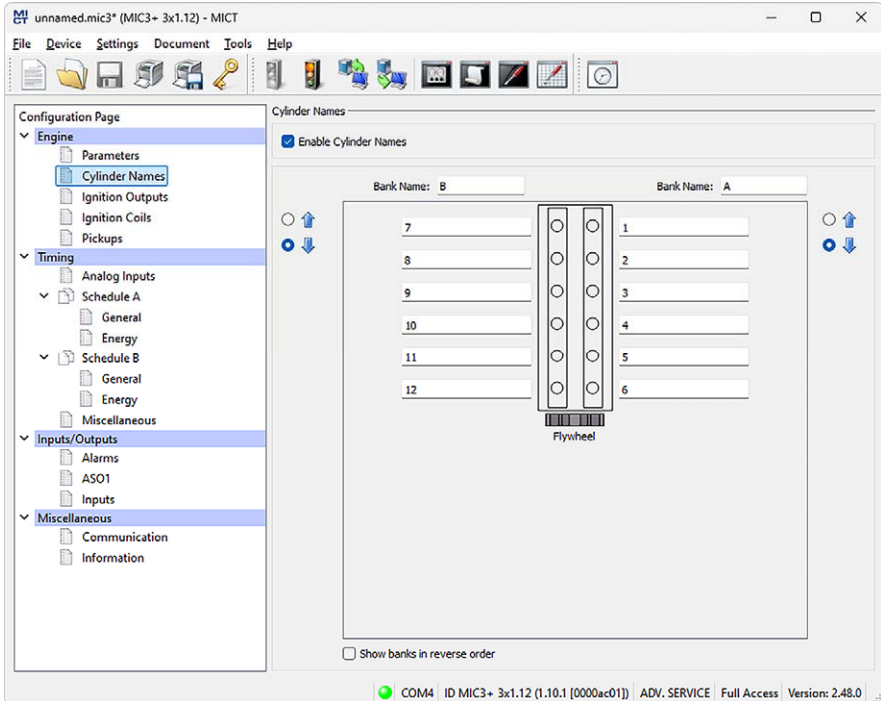 MICT unnamed.mic3* (MIC3+ 3x1.12) - MICT
File Device Settings Document Tools Help
Configuration Page
Engine
Parameters
Cylinder Names
Ignition Outputs
Ignition Coils
Pickups
Timing
Analog Inputs
Schedule A
General
Energy
Schedule B
General
Energy
Miscellaneous
Inputs/Outputs
Alarms
ASO1
Inputs
Miscellaneous
Communication
Information
Cylinder Names
Enable Cylinder Names
Bank Name: B Bank Name: A
7 1
8 2
9 3
10 4
11 5
12 6
Flywheel
Show banks in reverse order
COM4 ID MIC3+ 3x1.12 (1.10.1 [0000ac01]) ADV. SERVICE Full Access Version: 2.48.0